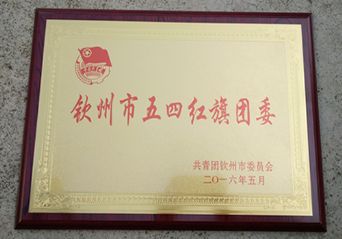 钦州市五四红旗团委
共青团钦州市委员会
二〇一六年五月